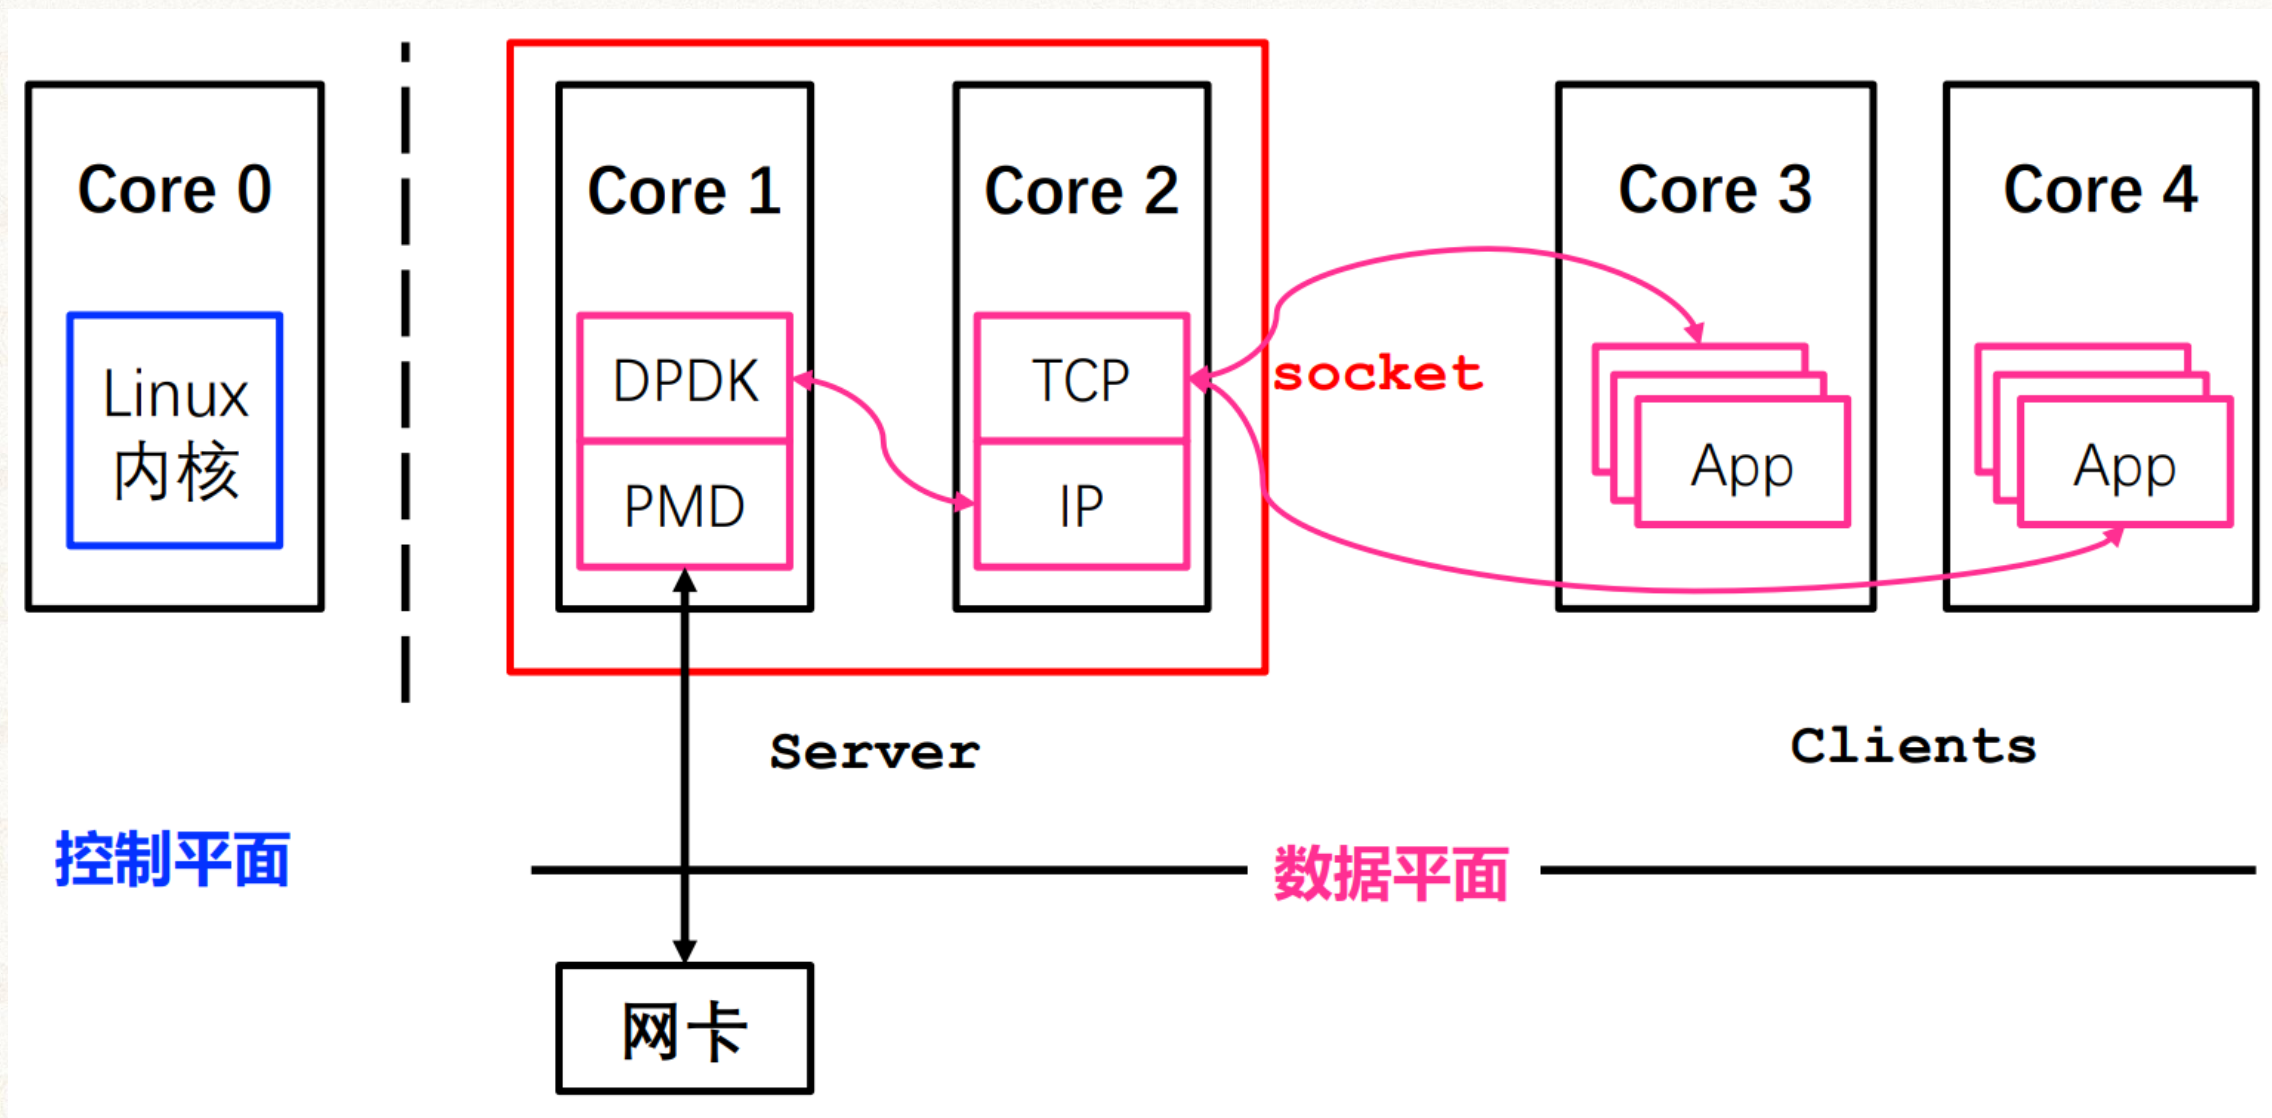 Core 0
Linux
内核
Core 1
DPDK
PMD
Core 2
TCP
IP
socket
Core 3
App
Core 4
App
Server
Clients
控制平面
数据平面
网卡